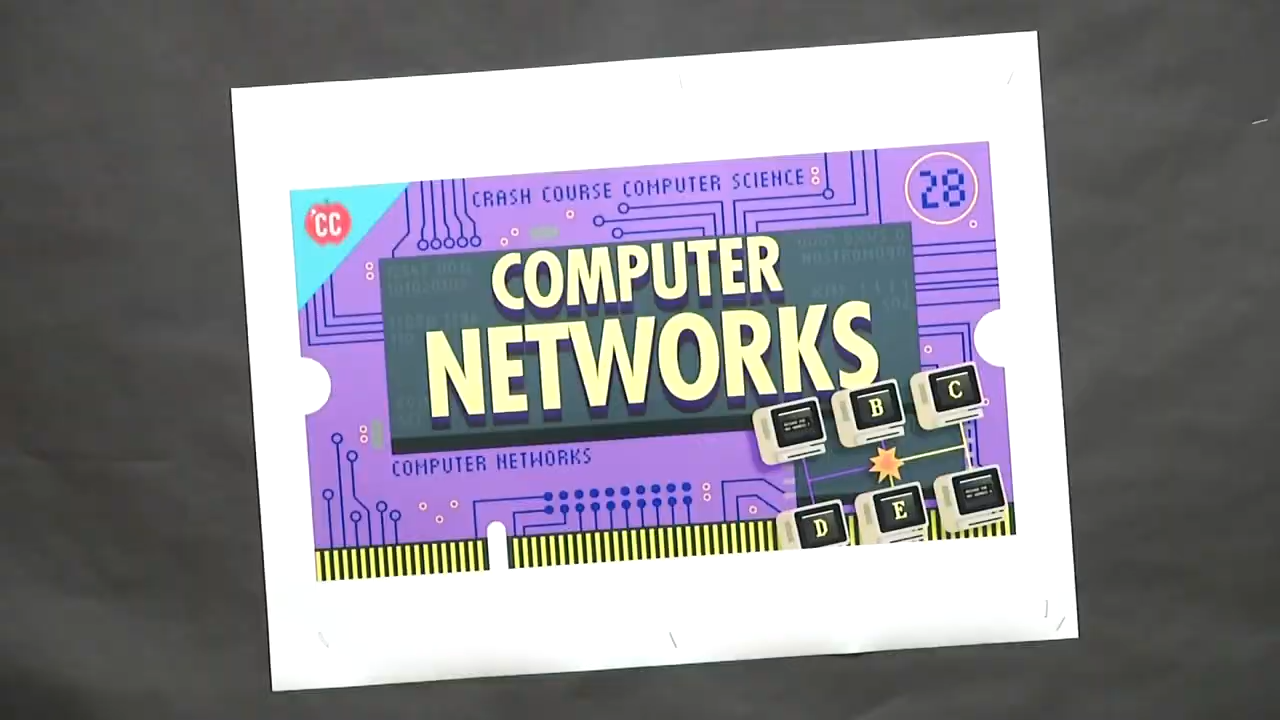 CC
CRASH COURSE COMPUTER SCIENCE
28
COMPUTER
NETWORKS
B
C
COMPUTER NETWORKS
D
E